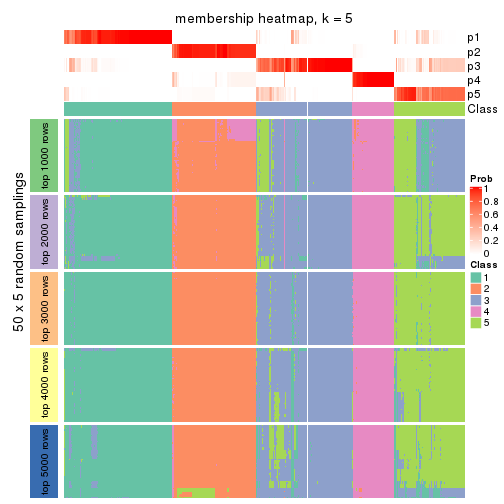 membership heatmap, k = 5
p1
p2
p3
p4
p5
Class
50 x 5 random samplings
top 1000 rows
top 2000 rows
top 3000 rows
top 4000 rows
top 5000 rows
Prob
1
0.8
0.6
0.4
0.2
0
Class
1
2
3
4
5